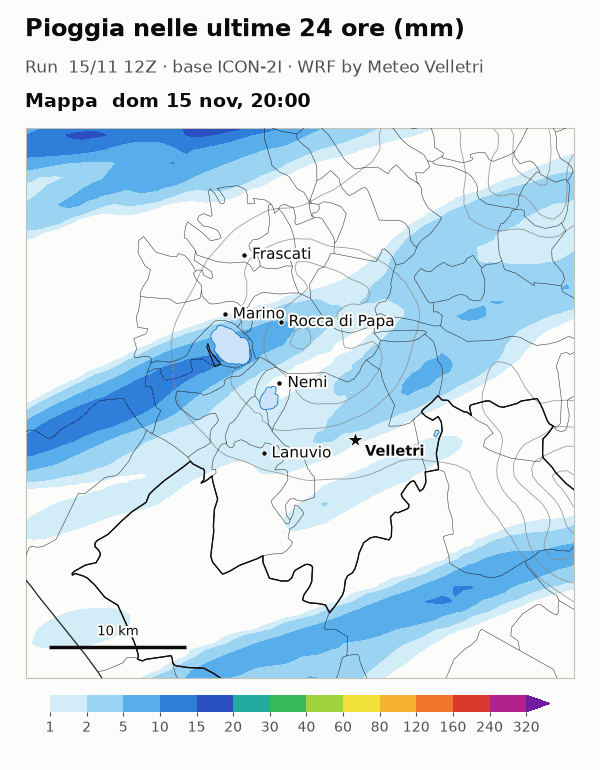 Pioggia nelle ultime 24 ore (mm)
Run  15/11 12Z · base ICON-2I · WRF by Meteo Velletri
Mappa  dom 15 nov, 20:00
Frascati
Marino
Rocca di Papa
Nemi
Velletri
Lanuvio
10 km
1 2 5 10 15 20 30 40 60 80 120 160 240 320